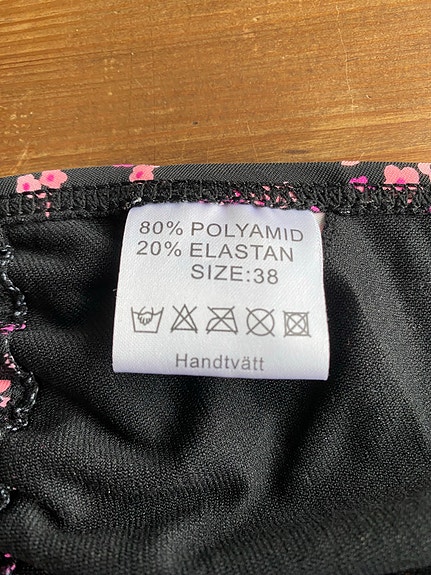 80% POLYAMID
20% ELASTAN
SIZE:38
Handtvätt